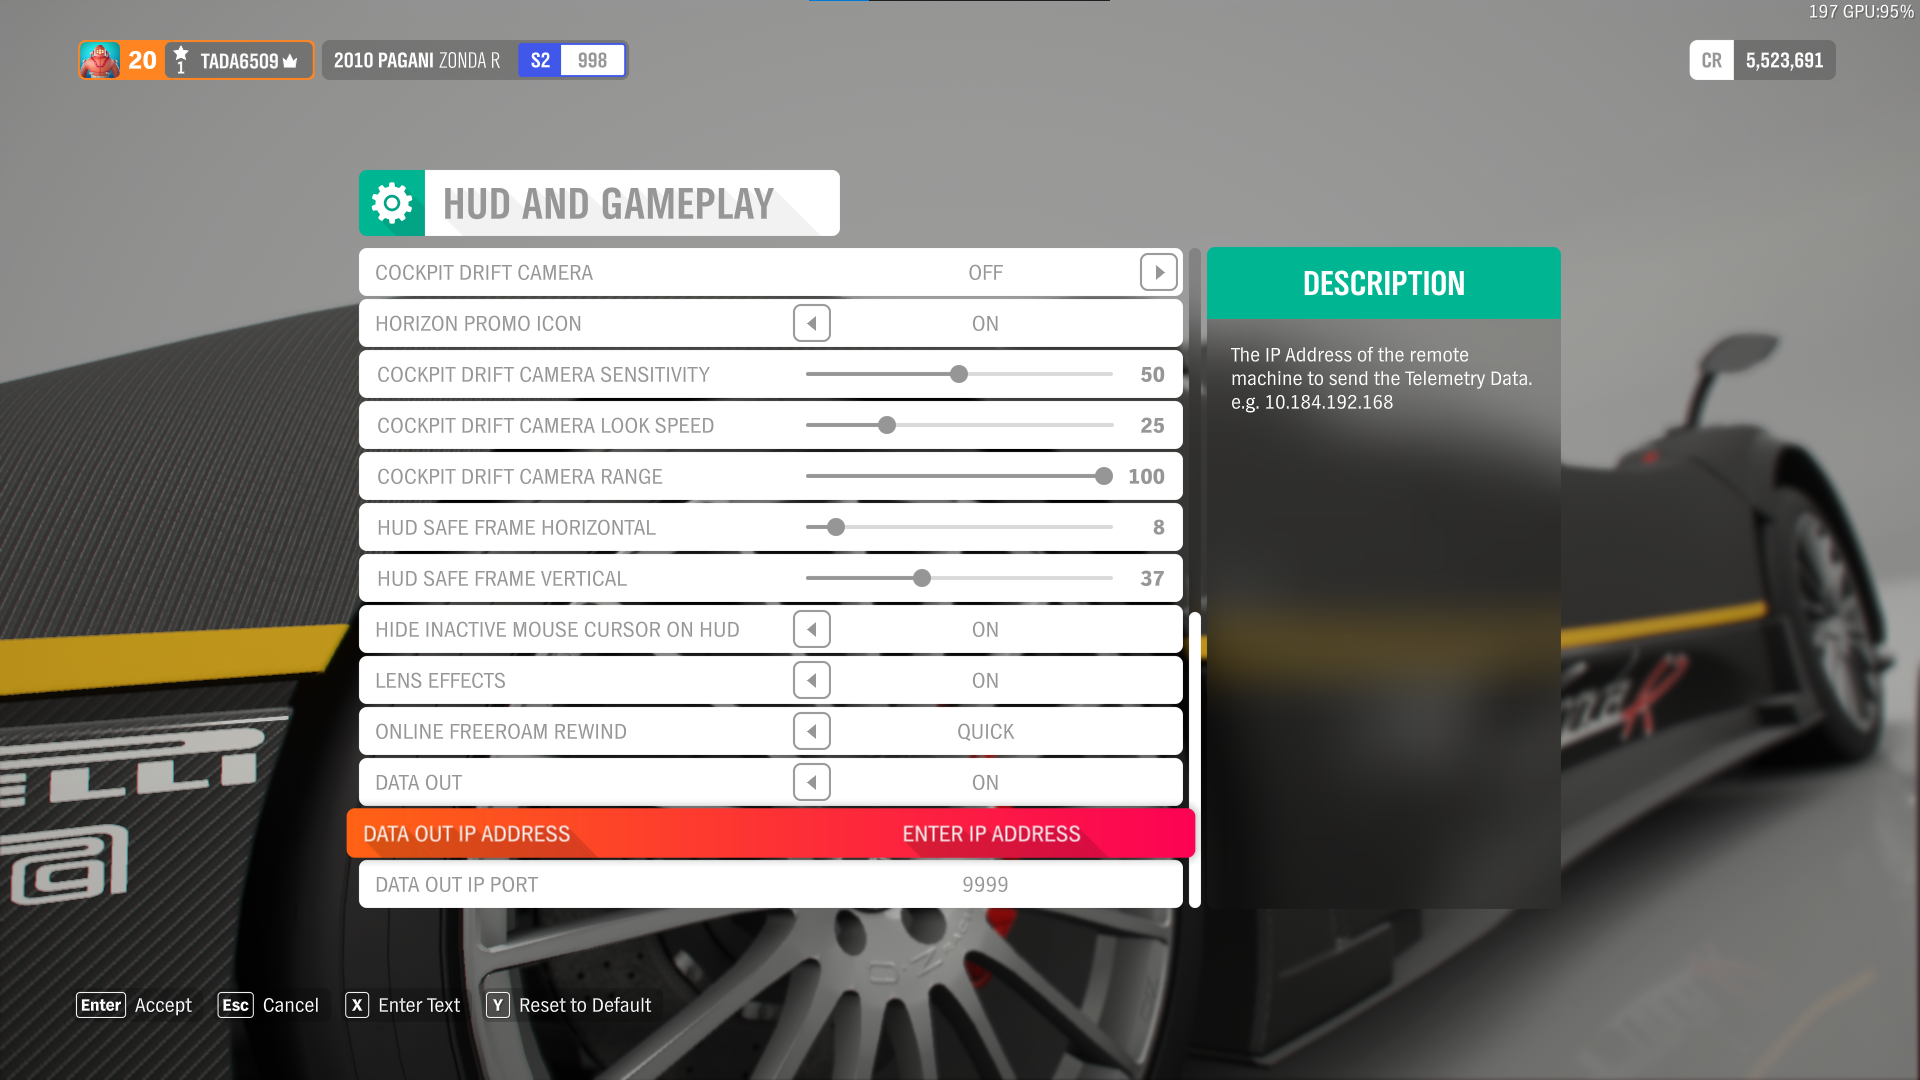 197 GPU:95%
20 1 TADA6509
2010 PAGANI ZONDA R S2 998
CR 5,523,691
HUD AND GAMEPLAY
COCKPIT DRIFT CAMERA OFF
HORIZON PROMO ICON ON
COCKPIT DRIFT CAMERA SENSITIVITY 50
COCKPIT DRIFT CAMERA LOOK SPEED 25
COCKPIT DRIFT CAMERA RANGE 100
HUD SAFE FRAME HORIZONTAL 8
HUD SAFE FRAME VERTICAL 37
HIDE INACTIVE MOUSE CURSOR ON HUD ON
LENS EFFECTS ON
ONLINE FREEROAM REWIND QUICK
DATA OUT ON
DATA OUT IP ADDRESS ENTER IP ADDRESS
DATA OUT IP PORT 9999
DESCRIPTION
The IP Address of the remote
machine to send the Telemetry Data.
e.g. 10.184.192.168
ELLI
O·Z
Enter Accept Esc Cancel X Enter Text Y Reset to Default